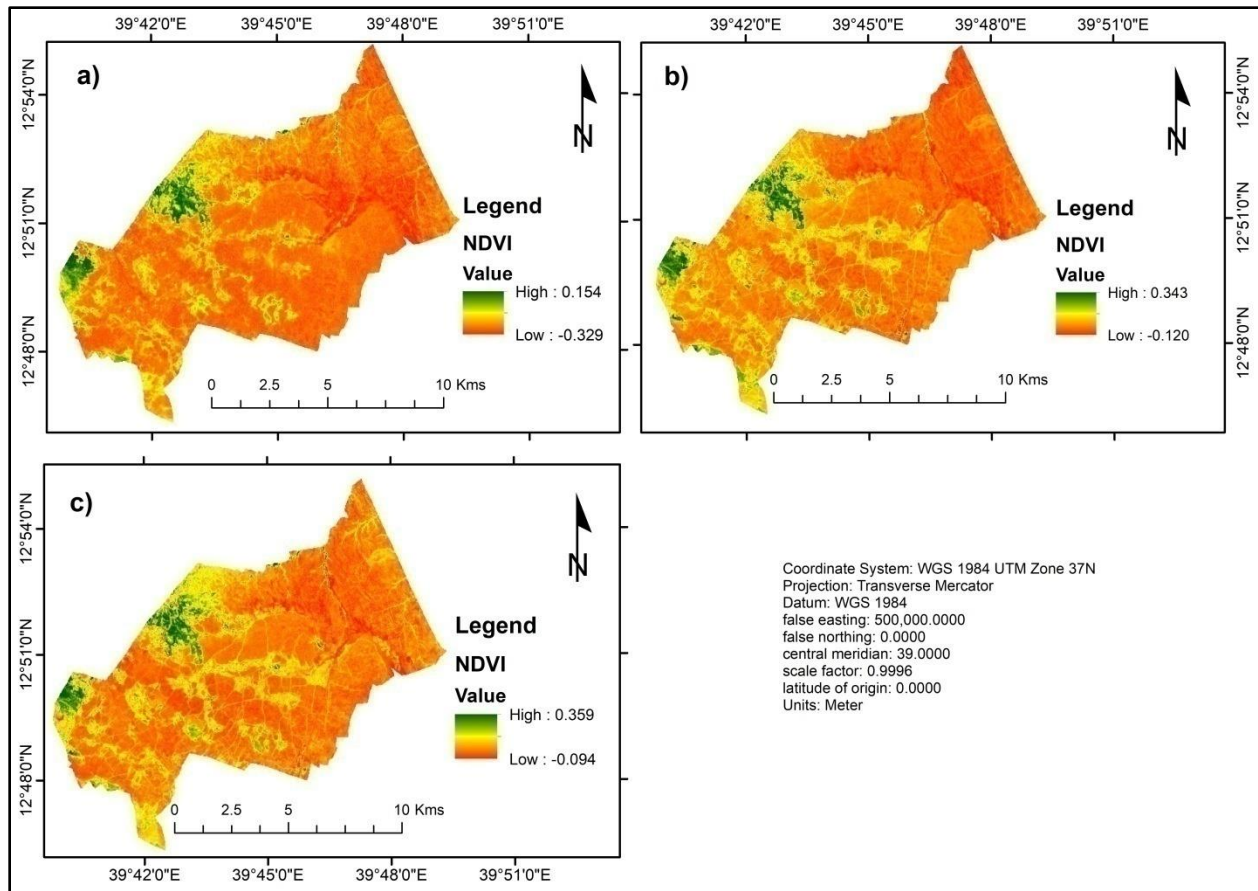 39°42'0"E 39°45'0"E 39°48'0"E 39°51'0"E
39°42'0"E 39°45'0"E 39°48'0"E 39°51'0"E
a)
12°54'0"N
12°51'0"N
12°48'0"N
N
Legend
NDVI
Value
High : 0.154
Low : -0.329
0 2.5 5 10 Kms
b)
N
12°54'0"N
12°51'0"N
12°48'0"N
Legend
NDVI
Value
High : 0.343
Low : -0.120
0 2.5 5 10 Kms
c)
12°54'0"N
12°51'0"N
12°48'0"N
N
Legend
NDVI
Value
High : 0.359
Low : -0.094
0 2.5 5 10 Kms
39°42'0"E 39°45'0"E 39°48'0"E 39°51'0"E
Coordinate System: WGS 1984 UTM Zone 37N
Projection: Transverse Mercator
Datum: WGS 1984
false easting: 500,000.0000
false northing: 0.0000
central meridian: 39.0000
scale factor: 0.9996
latitude of origin: 0.0000
Units: Meter